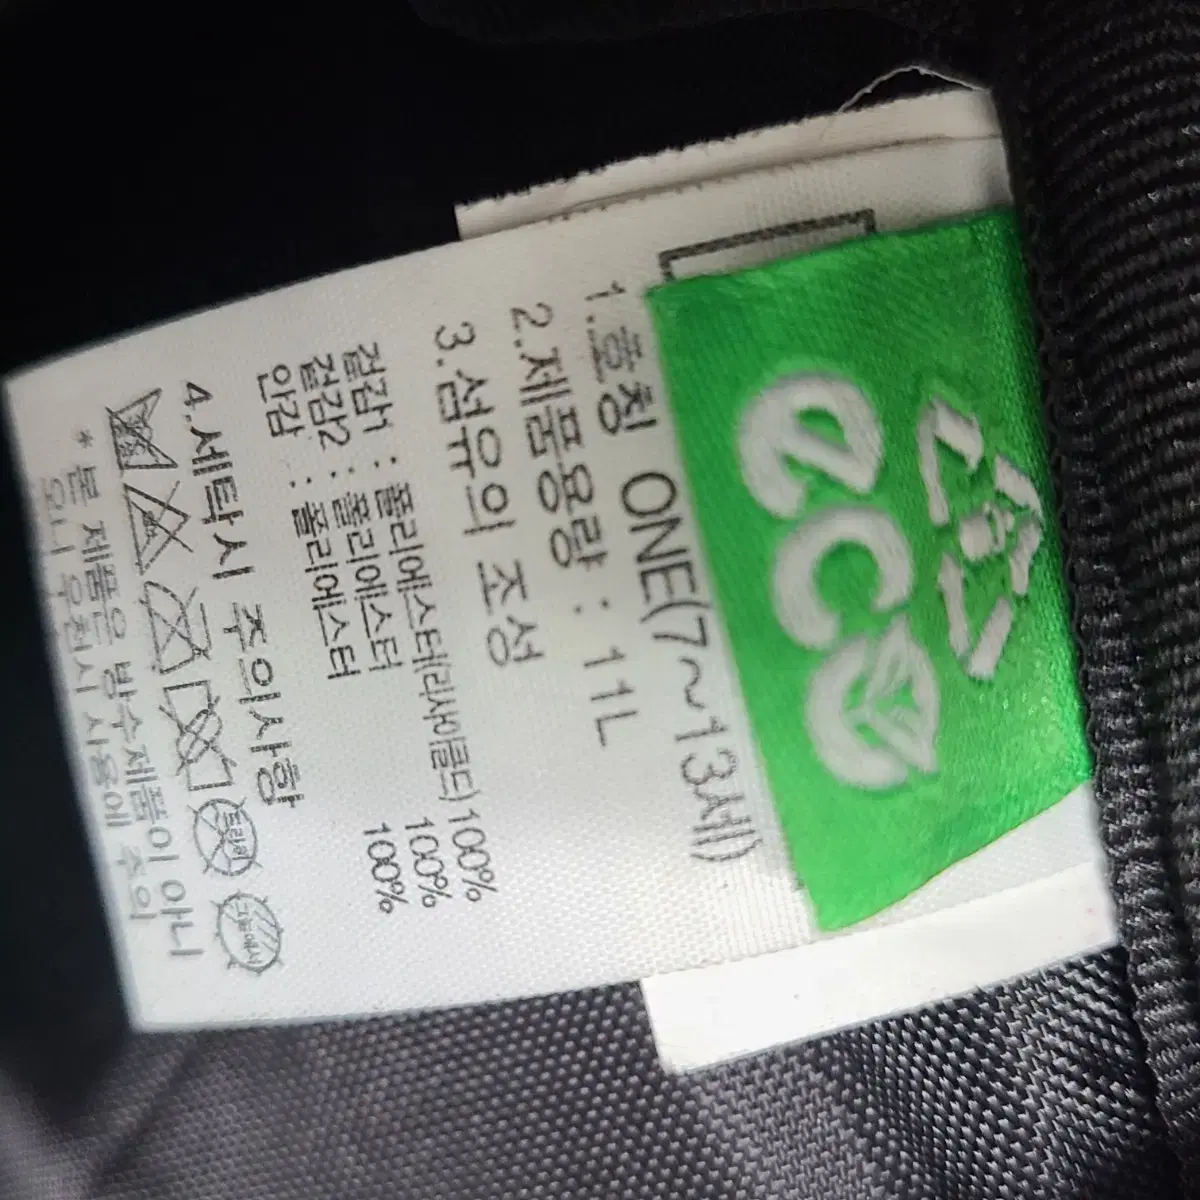 eco
1.호칭 ONE(7~13세)
2.제품용량 : 11L
3.섬유의 조성
겉감1 : 폴리에스터(리사이클드) 100%
겉감2 : 폴리에스터 100%
안감 : 폴리에스터 100%
4.세탁시 주의사항
* 본 제품은 방수제품이 아니
오니 우천시 사용에 주의